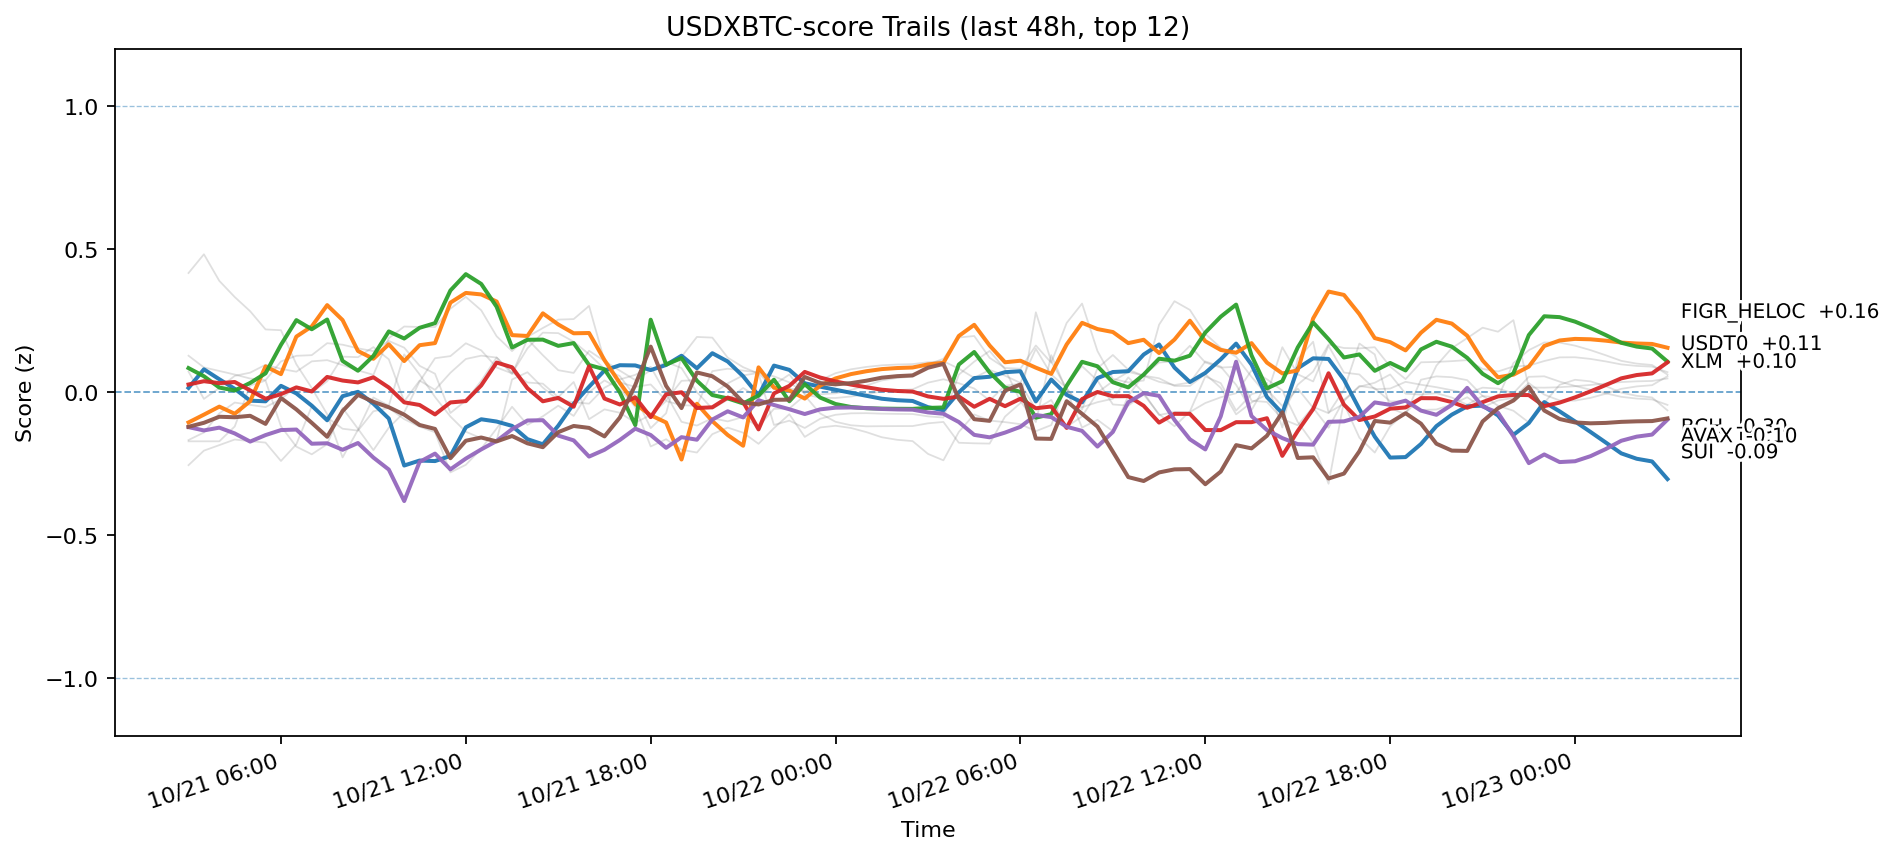 USDXBTC-score Trails (last 48h, top 12)
Score (z)
1.0
0.5
0.0
−0.5
−1.0
FIGR_HELOC +0.16
USDT0 +0.11
XLM +0.10
AVAX -0.10
SUI -0.09
10/21 06:00
10/21 12:00
10/21 18:00
10/22 00:00
10/22 06:00
10/22 12:00
10/22 18:00
10/23 00:00
Time